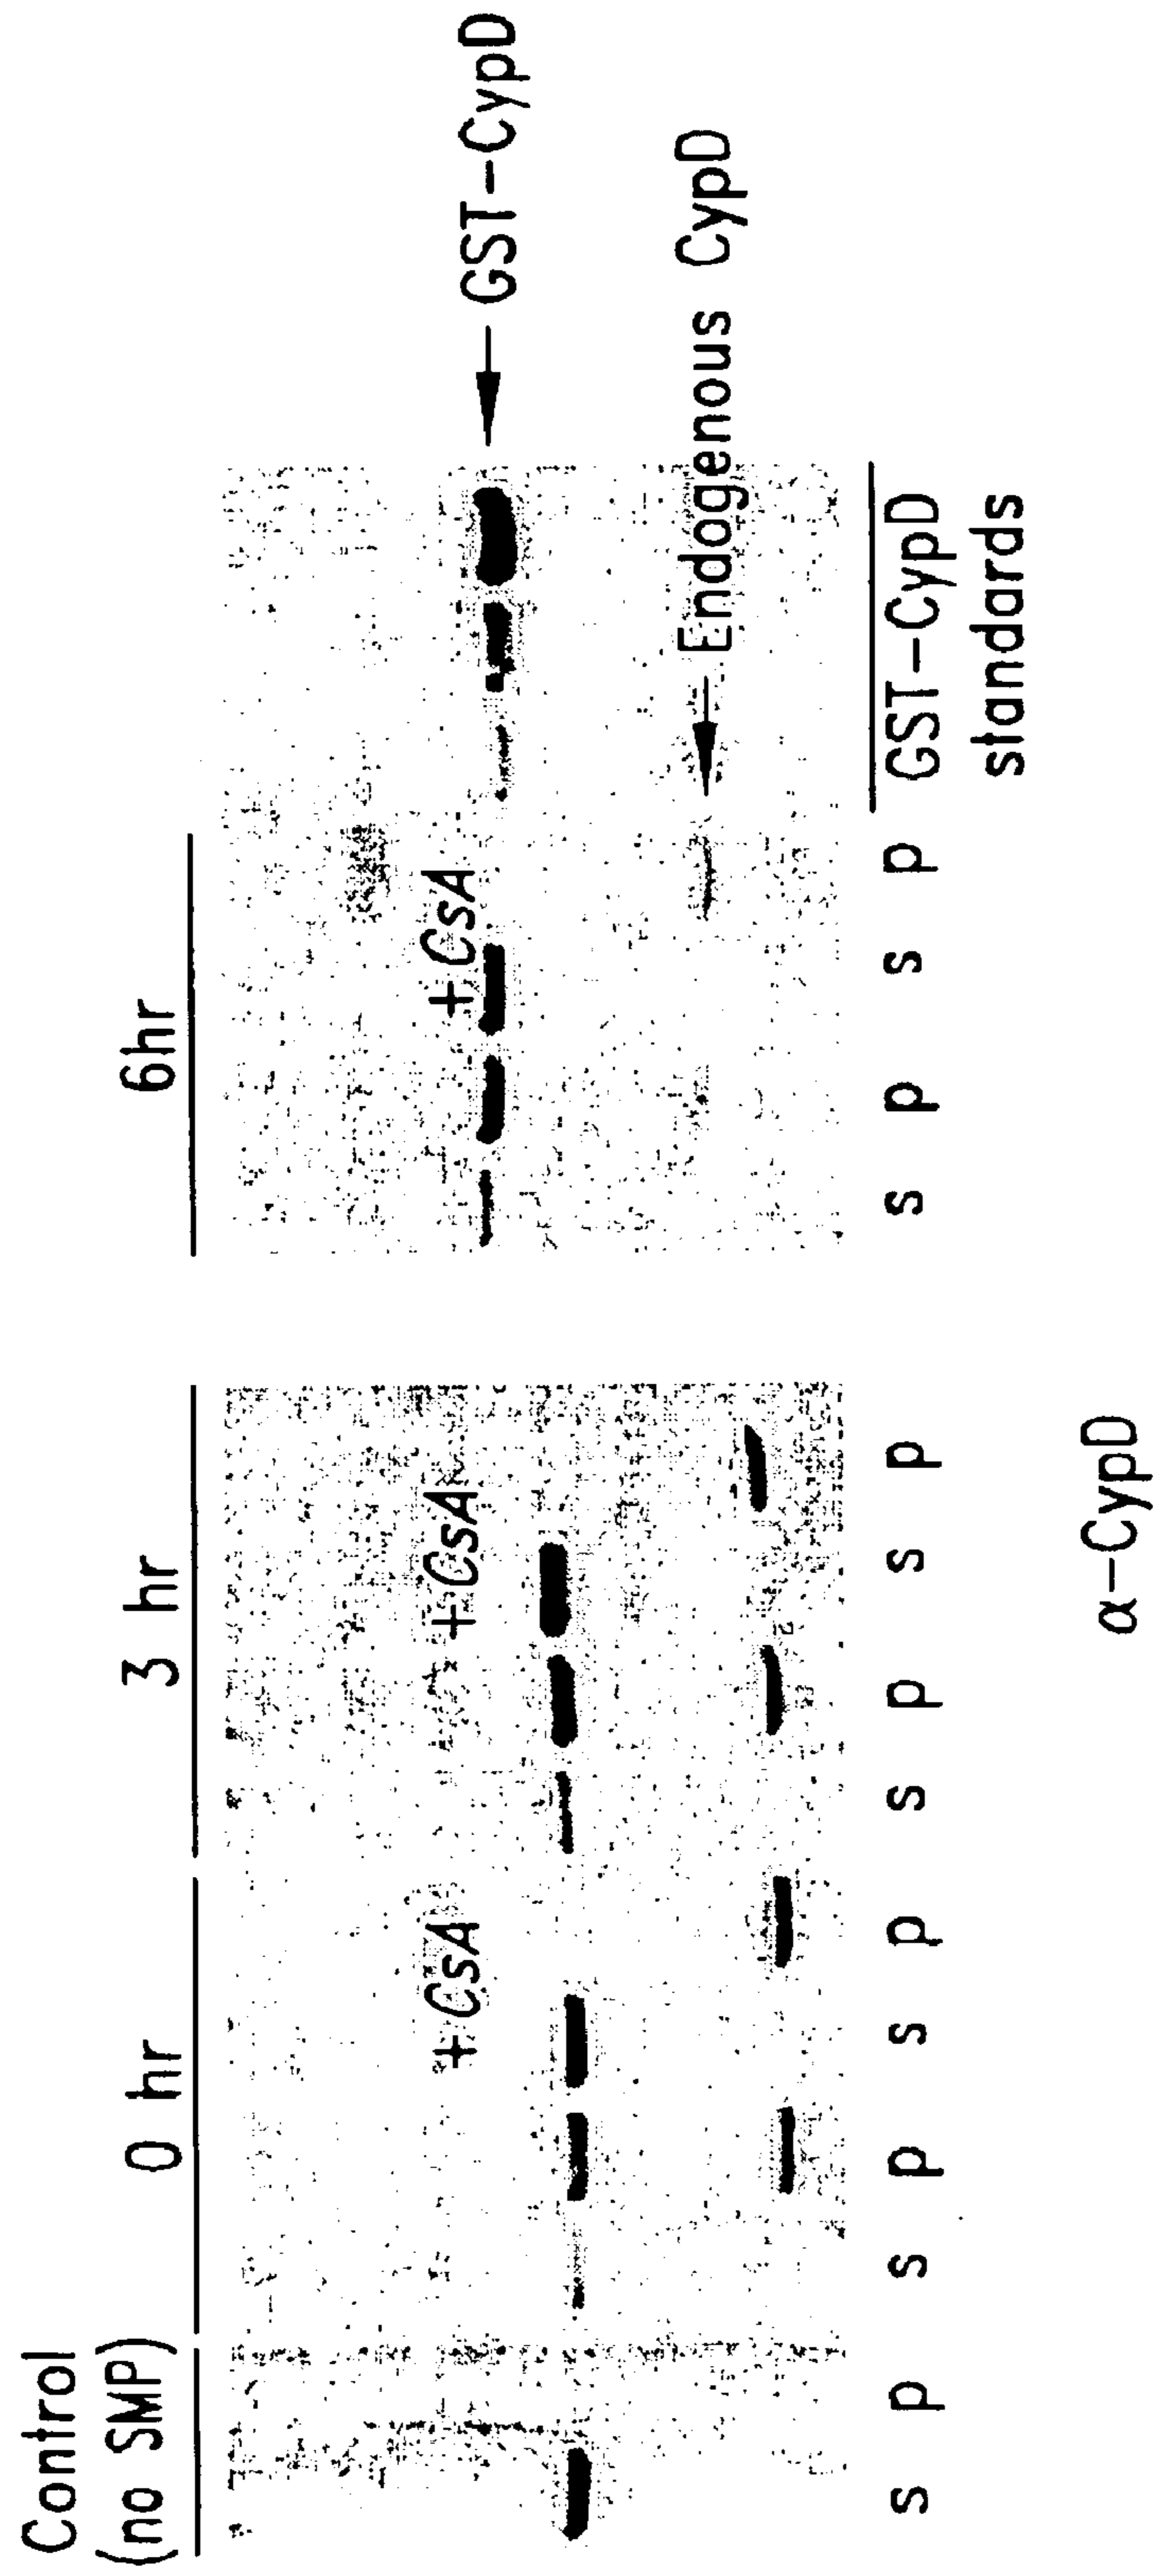 Control
(no SMP)
0 hr
3 hr
6hr
+CsA
+CsA
+CsA
GST-CypD
Endogenous CypD
s p s p s p s p s p s p s p GST-CypD
standards
α-CypD